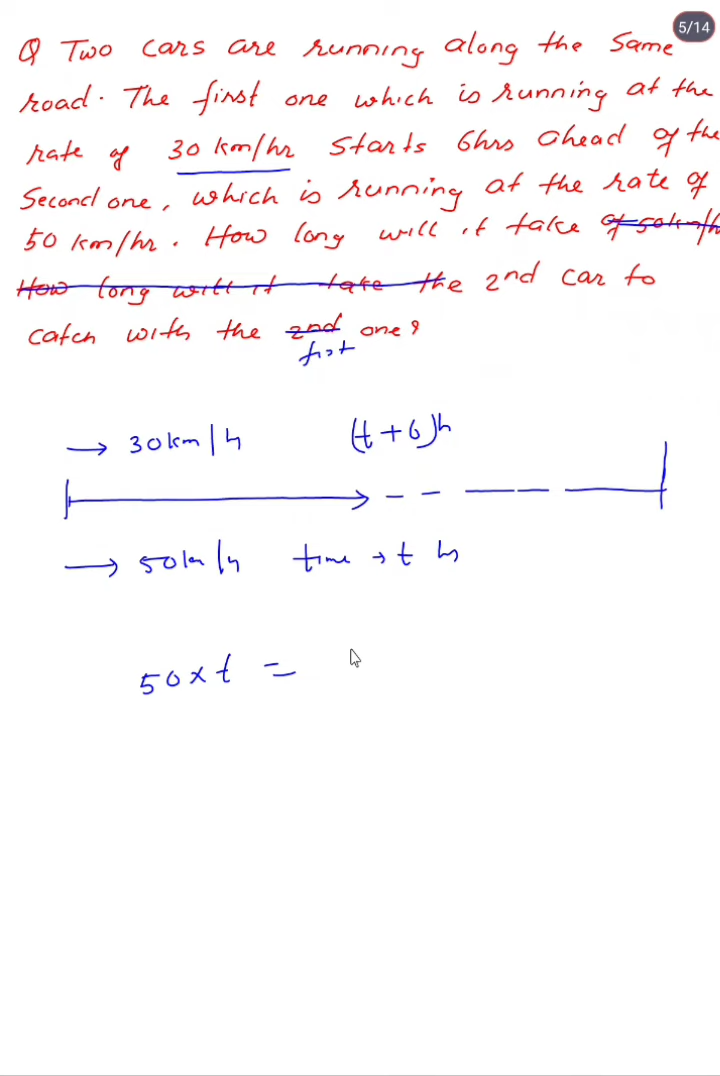 5/14
Q Two cars are running along the same
road. The first one which is running at the
rate of 30 km/hr starts 6hrs ahead of the
Second one, which is running at the rate of
50 km/hr. How long will it take of 50km/h
How long will it take the 2nd car to
catch with the 2nd one?
first
→ 30km/h (t+6)h
→ 50km/h time → t h
50 x t =